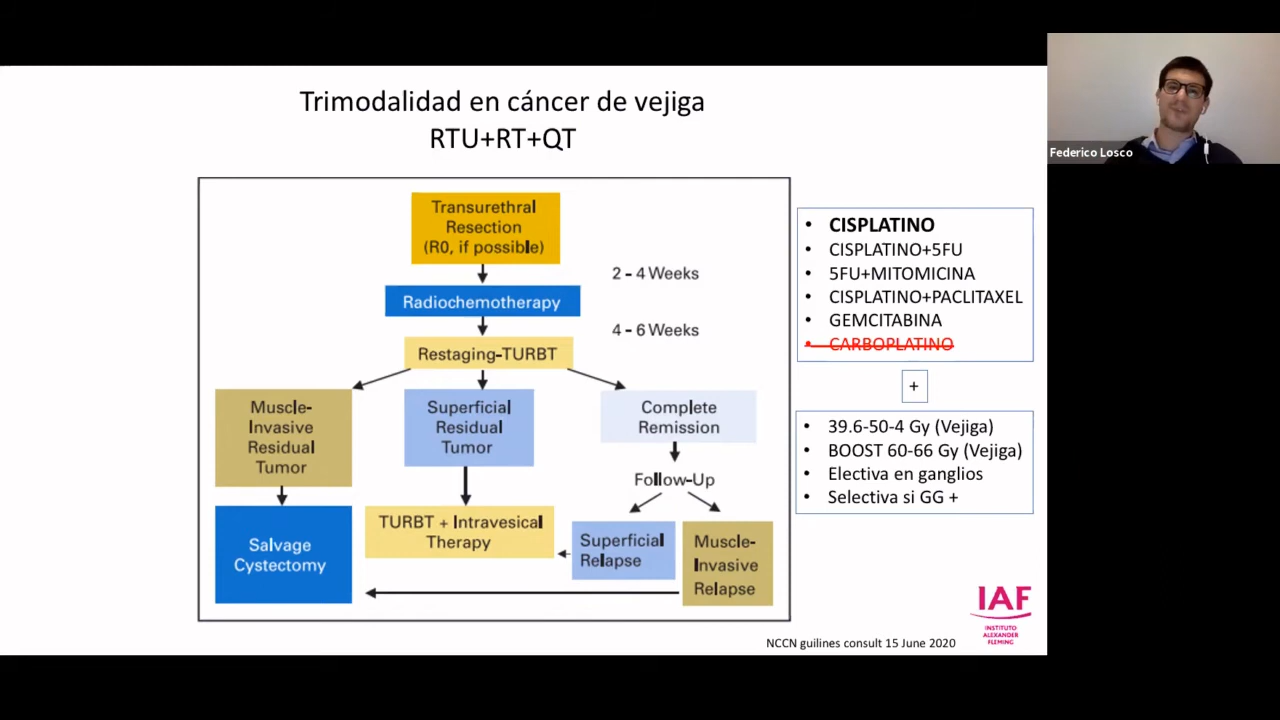 Trimodalidad en cáncer de vejiga
RTU+RT+QT
Transurethral
Resection
(R0, if possible)
2 - 4 Weeks
Radiochemotherapy
4 - 6 Weeks
Restaging-TURBT
Muscle-
Invasive
Residual
Tumor
Superficial
Residual
Tumor
Complete
Remission
Follow-Up
Salvage
Cystectomy
TURBT + Intravesical
Therapy
Superficial
Relapse
Muscle-
Invasive
Relapse
• CISPLATINO
• CISPLATINO+5FU
• 5FU+MITOMICINA
• CISPLATINO+PACLITAXEL
• GEMCITABINA
• CARBOPLATINO
+
• 39.6-50-4 Gy (Vejiga)
• BOOST 60-66 Gy (Vejiga)
• Electiva en ganglios
• Selectiva si GG +
IAF
INSTITUTO
ALEXANDER
FLEMING
NCCN guilines consult 15 June 2020
Federico Losco